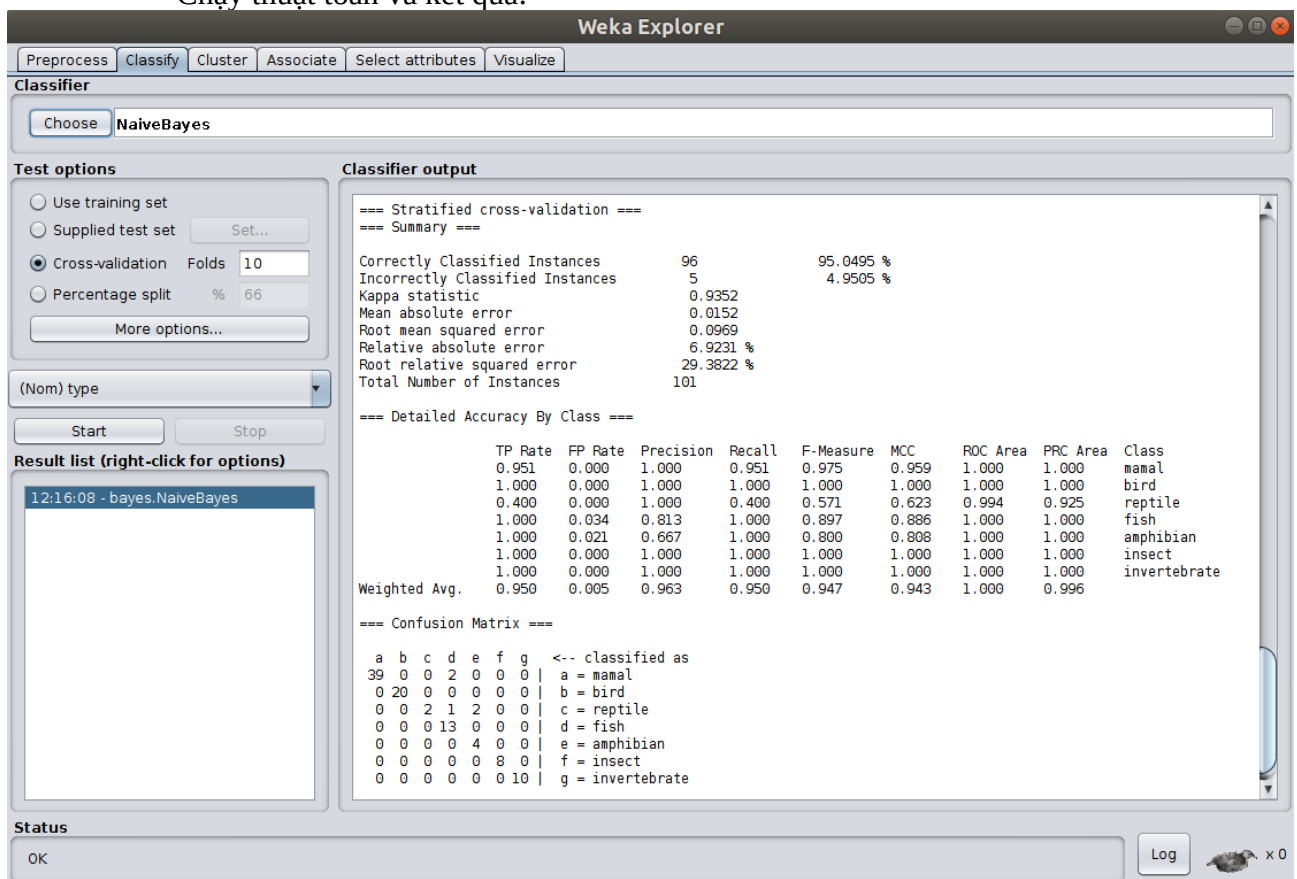 Chạy thuật toán và kết quả:
Weka Explorer
Preprocess Classify Cluster Associate Select attributes Visualize
Classifier
Choose NaiveBayes
Test options
Use training set
Supplied test set Set...
Cross-validation Folds 10
Percentage split % 66
More options...
(Nom) type
Start Stop
Result list (right-click for options)
12:16:08 - bayes.NaiveBayes
Classifier output
=== Stratified cross-validation ===
=== Summary ===
Correctly Classified Instances 96 95.0495 %
Incorrectly Classified Instances 5 4.9505 %
Kappa statistic 0.9352
Mean absolute error 0.0152
Root mean squared error 0.0969
Relative absolute error 6.9231 %
Root relative squared error 29.3822 %
Total Number of Instances 101
=== Detailed Accuracy By Class ===
TP Rate FP Rate Precision Recall F-Measure MCC ROC Area PRC Area Class
0.951 0.000 1.000 0.951 0.975 0.959 1.000 1.000 mamal
1.000 0.000 1.000 1.000 1.000 1.000 1.000 1.000 bird
0.400 0.000 1.000 0.400 0.571 0.623 0.994 0.925 reptile
1.000 0.034 0.813 1.000 0.897 0.886 1.000 1.000 fish
1.000 0.021 0.667 1.000 0.800 0.808 1.000 1.000 amphibian
1.000 0.000 1.000 1.000 1.000 1.000 1.000 1.000 insect
1.000 0.000 1.000 1.000 1.000 1.000 1.000 1.000 invertebrate
Weighted Avg. 0.950 0.005 0.963 0.950 0.947 0.943 1.000 0.996
=== Confusion Matrix ===
a b c d e f g <-- classified as
39 0 0 2 0 0 0 | a = mamal
0 20 0 0 0 0 0 | b = bird
0 0 2 1 2 0 0 | c = reptile
0 0 0 13 0 0 0 | d = fish
0 0 0 0 4 0 0 | e = amphibian
0 0 0 0 0 8 0 | f = insect
0 0 0 0 0 0 10 | g = invertebrate
Status
OK
Log x 0